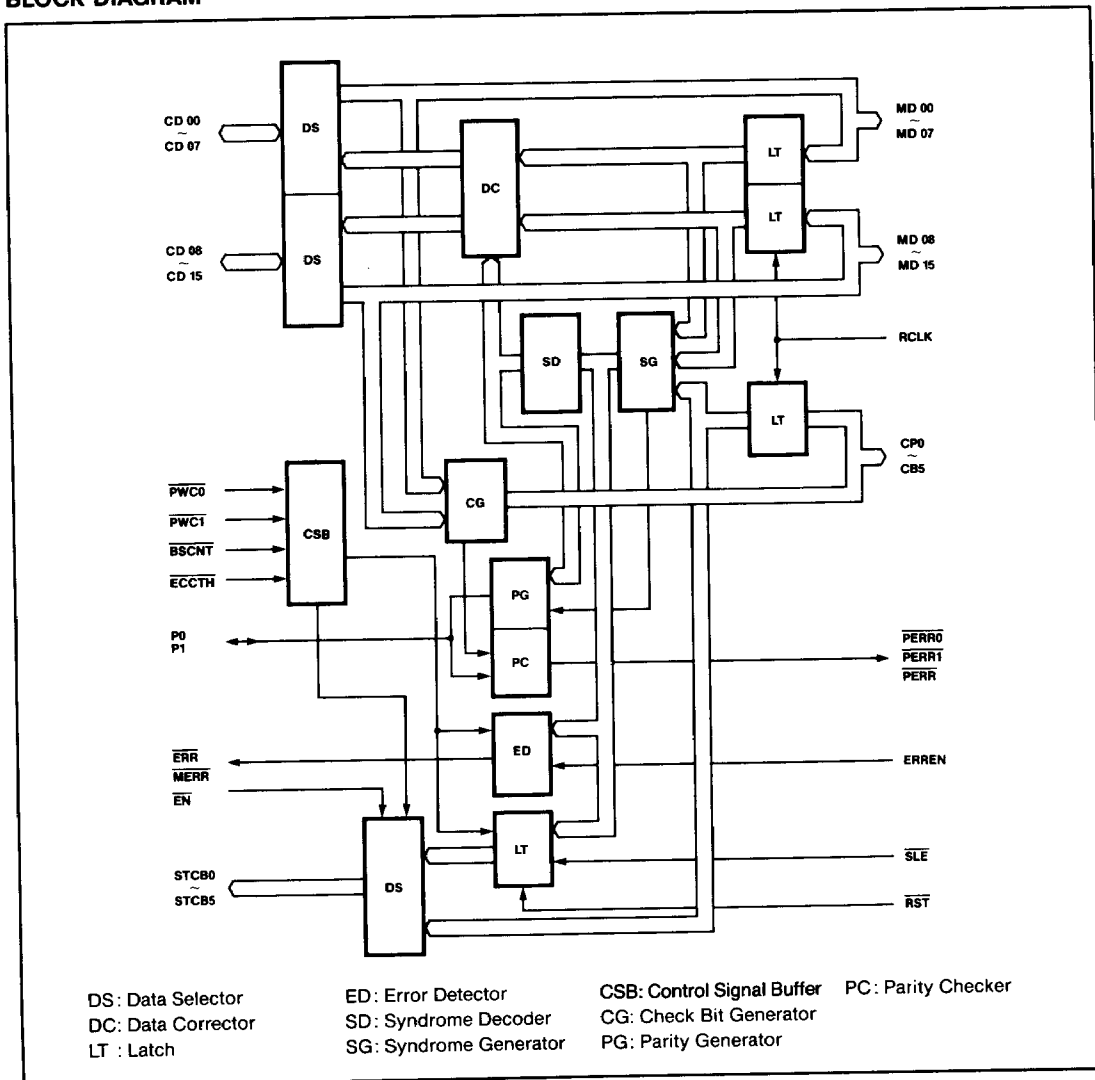 BLOCK DIAGRAM
CD 00
~
CD 07
DS
DC
LT
MD 00
~
MD 07
CD 08
~
CD 15
DS
LT
MD 08
~
MD 15
SD
SG
RCLK
LT
CP0
~
CB5
PWC0
PWC1
BSCNT
ECCTH
CSB
CG
P0
P1
PG
PC
PERR0
PERR1
PERR
ERR
MERR
EN
ED
ERREN
STCB0
~
STCB5
DS
LT
SLE
RST
DS: Data Selector
DC: Data Corrector
LT : Latch
ED: Error Detector
SD: Syndrome Decoder
SG: Syndrome Generator
CSB: Control Signal Buffer
CG: Check Bit Generator
PG: Parity Generator
PC: Parity Checker